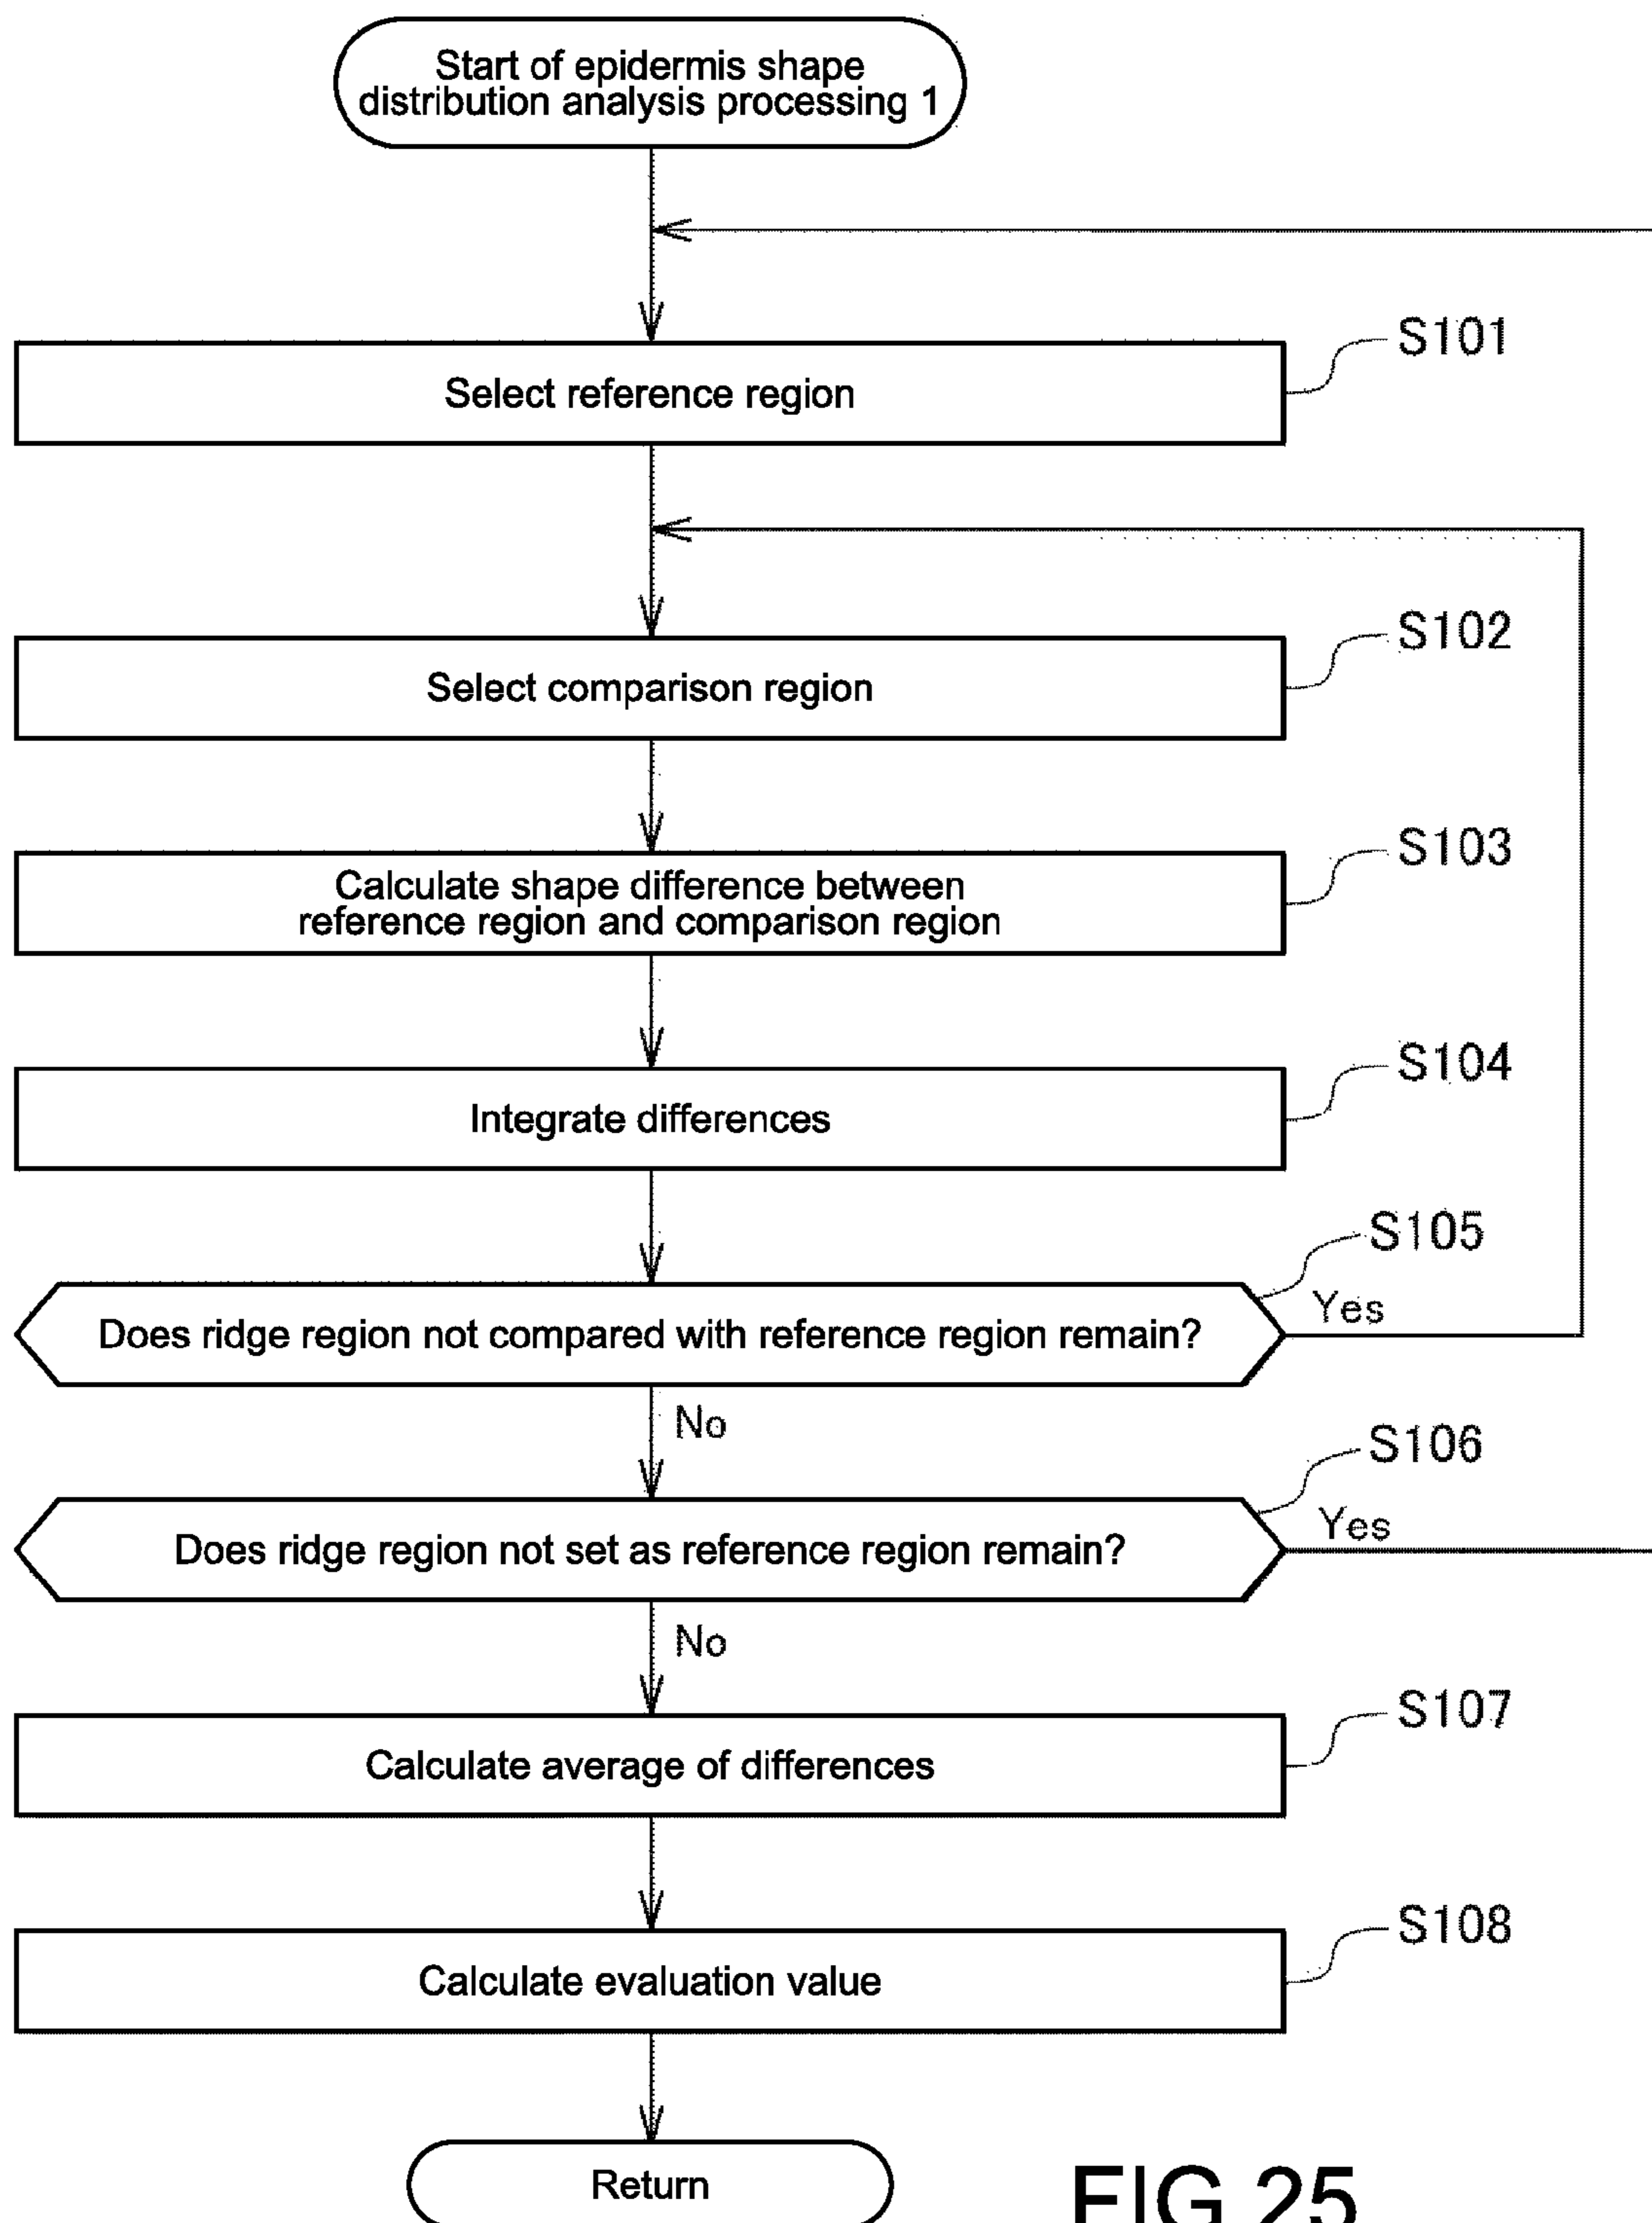 Start of epidermis shape
distribution analysis processing 1
S101
Select reference region
S102
Select comparison region
S103
Calculate shape difference between
reference region and comparison region
S104
Integrate differences
S105
Does ridge region not compared with reference region remain?
Yes
No
S106
Does ridge region not set as reference region remain?
Yes
No
S107
Calculate average of differences
S108
Calculate evaluation value
Return
FIG.25